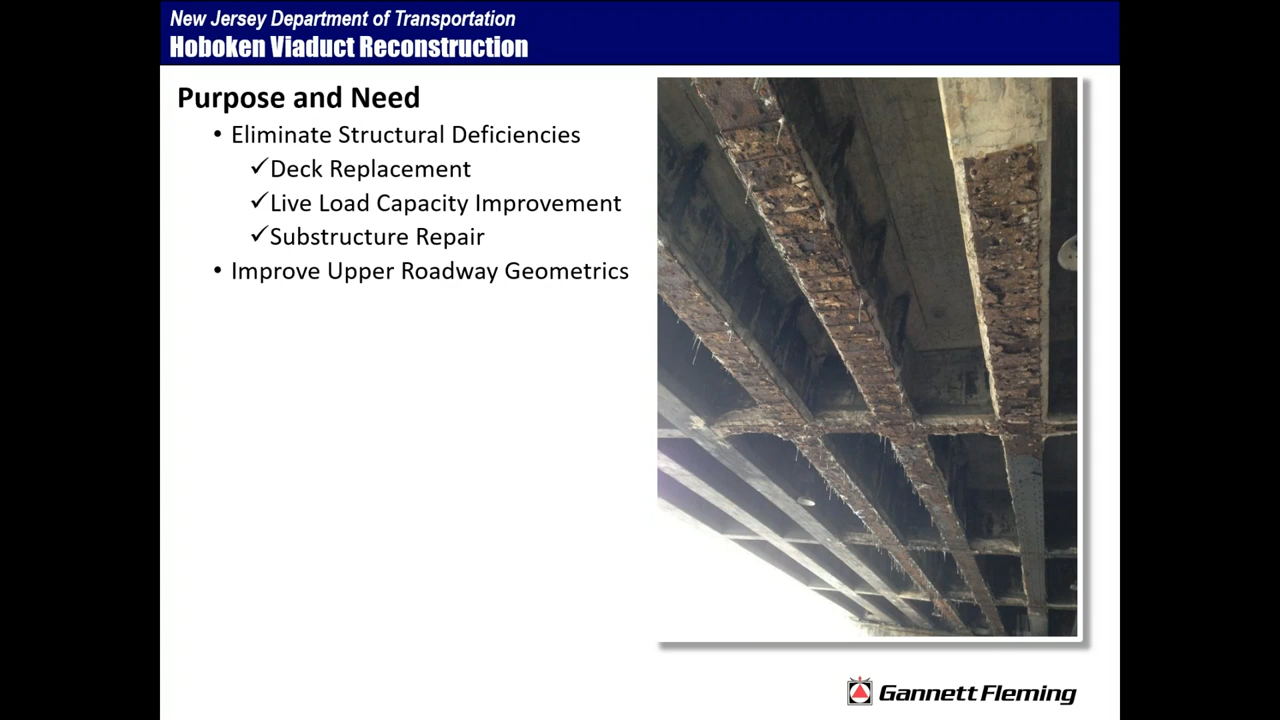 New Jersey Department of Transportation
Hoboken Viaduct Reconstruction
Purpose and Need
• Eliminate Structural Deficiencies
✓Deck Replacement
✓Live Load Capacity Improvement
✓Substructure Repair
• Improve Upper Roadway Geometrics
Gannett Fleming